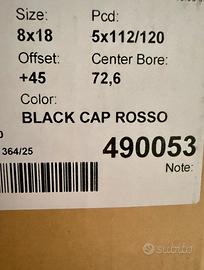 Size: Pcd:
8x18 5x112/120
Offset: Center Bore:
+45 72,6
Color:
BLACK CAP ROSSO
490053
364/25
Note:
subito